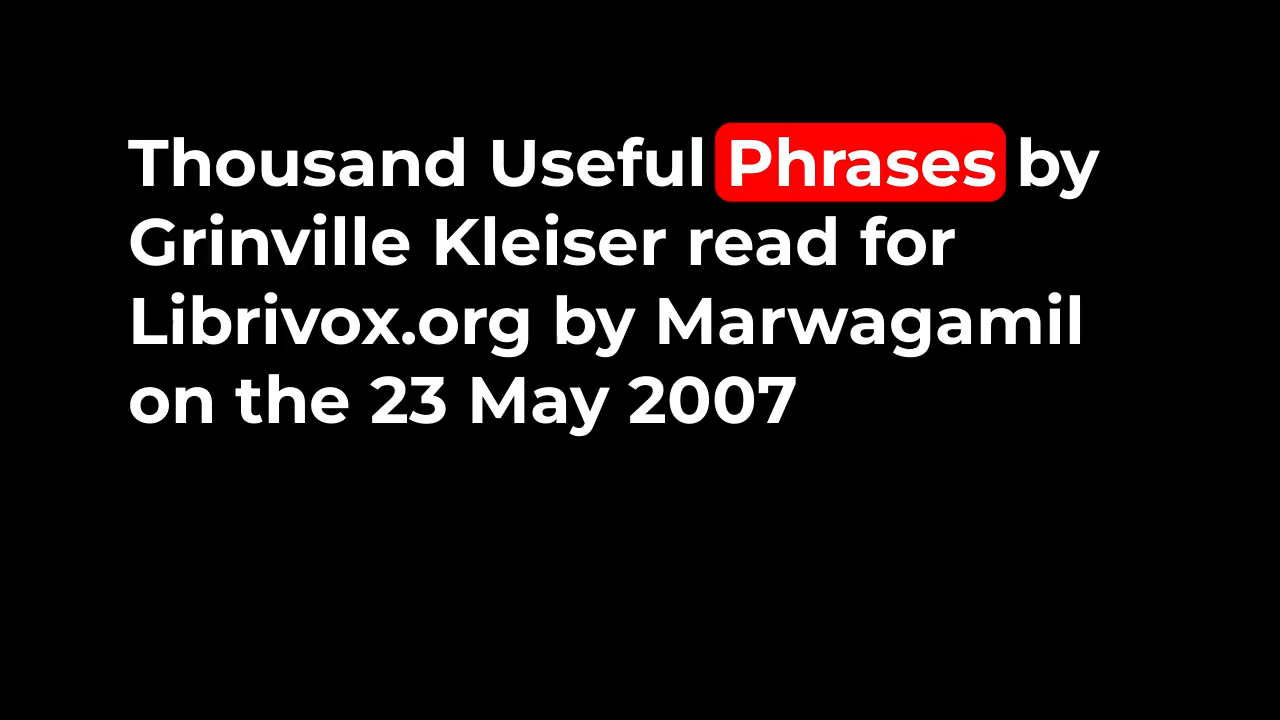 Thousand Useful Phrases by
Grinville Kleiser read for
Librivox.org by Marwagamil
on the 23 May 2007